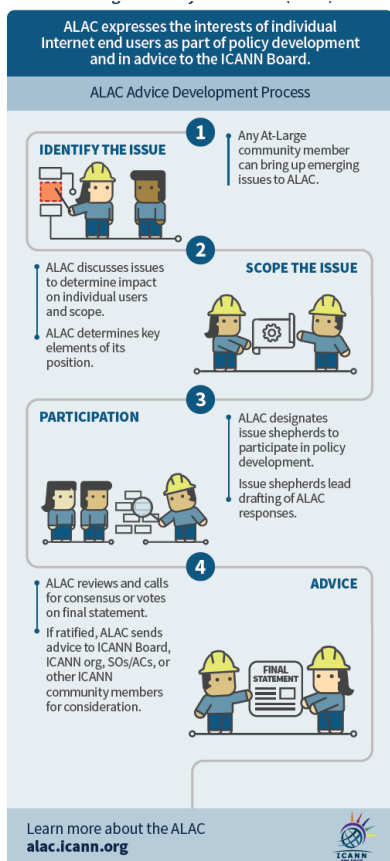 ALAC expresses the interests of individual
Internet end users as part of policy development
and in advice to the ICANN Board.
ALAC Advice Development Process
1
IDENTIFY THE ISSUE
Any At-Large
community member
can bring up emerging
issues to ALAC.
2
SCOPE THE ISSUE
ALAC discusses issues
to determine impact
on individual users
and scope.
ALAC determines key
elements of its
position.
3
PARTICIPATION
ALAC designates
issue shepherds to
participate in policy
development.
Issue shepherds lead
drafting of ALAC
responses.
4
ADVICE
ALAC reviews and calls
for consensus or votes
on final statement.
If ratified, ALAC sends
advice to ICANN Board,
ICANN org, SOs/ACs, or
other ICANN
community members
for consideration.
FINAL
STATEMENT
Learn more about the ALAC
alac.icann.org
ICANN